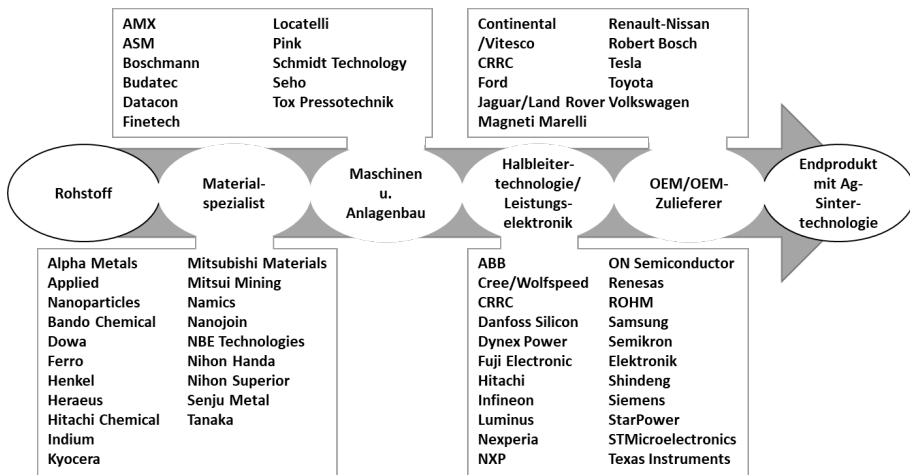 AMX
ASM
Boschmann
Budatec
Datacon
Finetech
Locatelli
Pink
Schmidt Technology
Seho
Tox Pressotechnik
Continental
/Vitesco
CRRC
Ford
Jaguar/Land Rover
Magneti Marelli
Renault-Nissan
Robert Bosch
Tesla
Toyota
Volkswagen
Rohstoff
Material-
spezialist
Maschinen
u.
Anlagenbau
Halbleiter-
technologie/
Leistungs-
elektronik
OEM/OEM-
Zulieferer
Endprodukt
mit Ag-
Sinter-
technologie
Alpha Metals
Applied
Nanoparticles
Bando Chemical
Dowa
Ferro
Henkel
Heraeus
Hitachi Chemical
Indium
Kyocera
Mitsubishi Materials
Mitsui Mining
Namics
Nanojoin
NBE Technologies
Nihon Handa
Nihon Superior
Senju Metal
Tanaka
ABB
Cree/Wolfspeed
CRRC
Danfoss Silicon
Dynex Power
Fuji Electronic
Hitachi
Infineon
Luminus
Nexperia
NXP
ON Semiconductor
Renesas
ROHM
Samsung
Semikron
Elektronik
Shindeng
Siemens
StarPower
STMicroelectronics
Texas Instruments